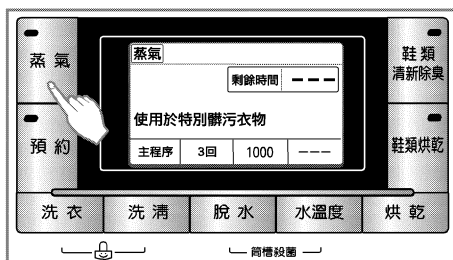 蒸氣
蒸氣
剩餘時間 ---
使用於特別髒污衣物
主程序 3回 1000 ---
鞋類
清新除臭
預約
鞋類烘乾
洗衣 洗清 脫水 水溫度 烘乾
筒槽殺菌